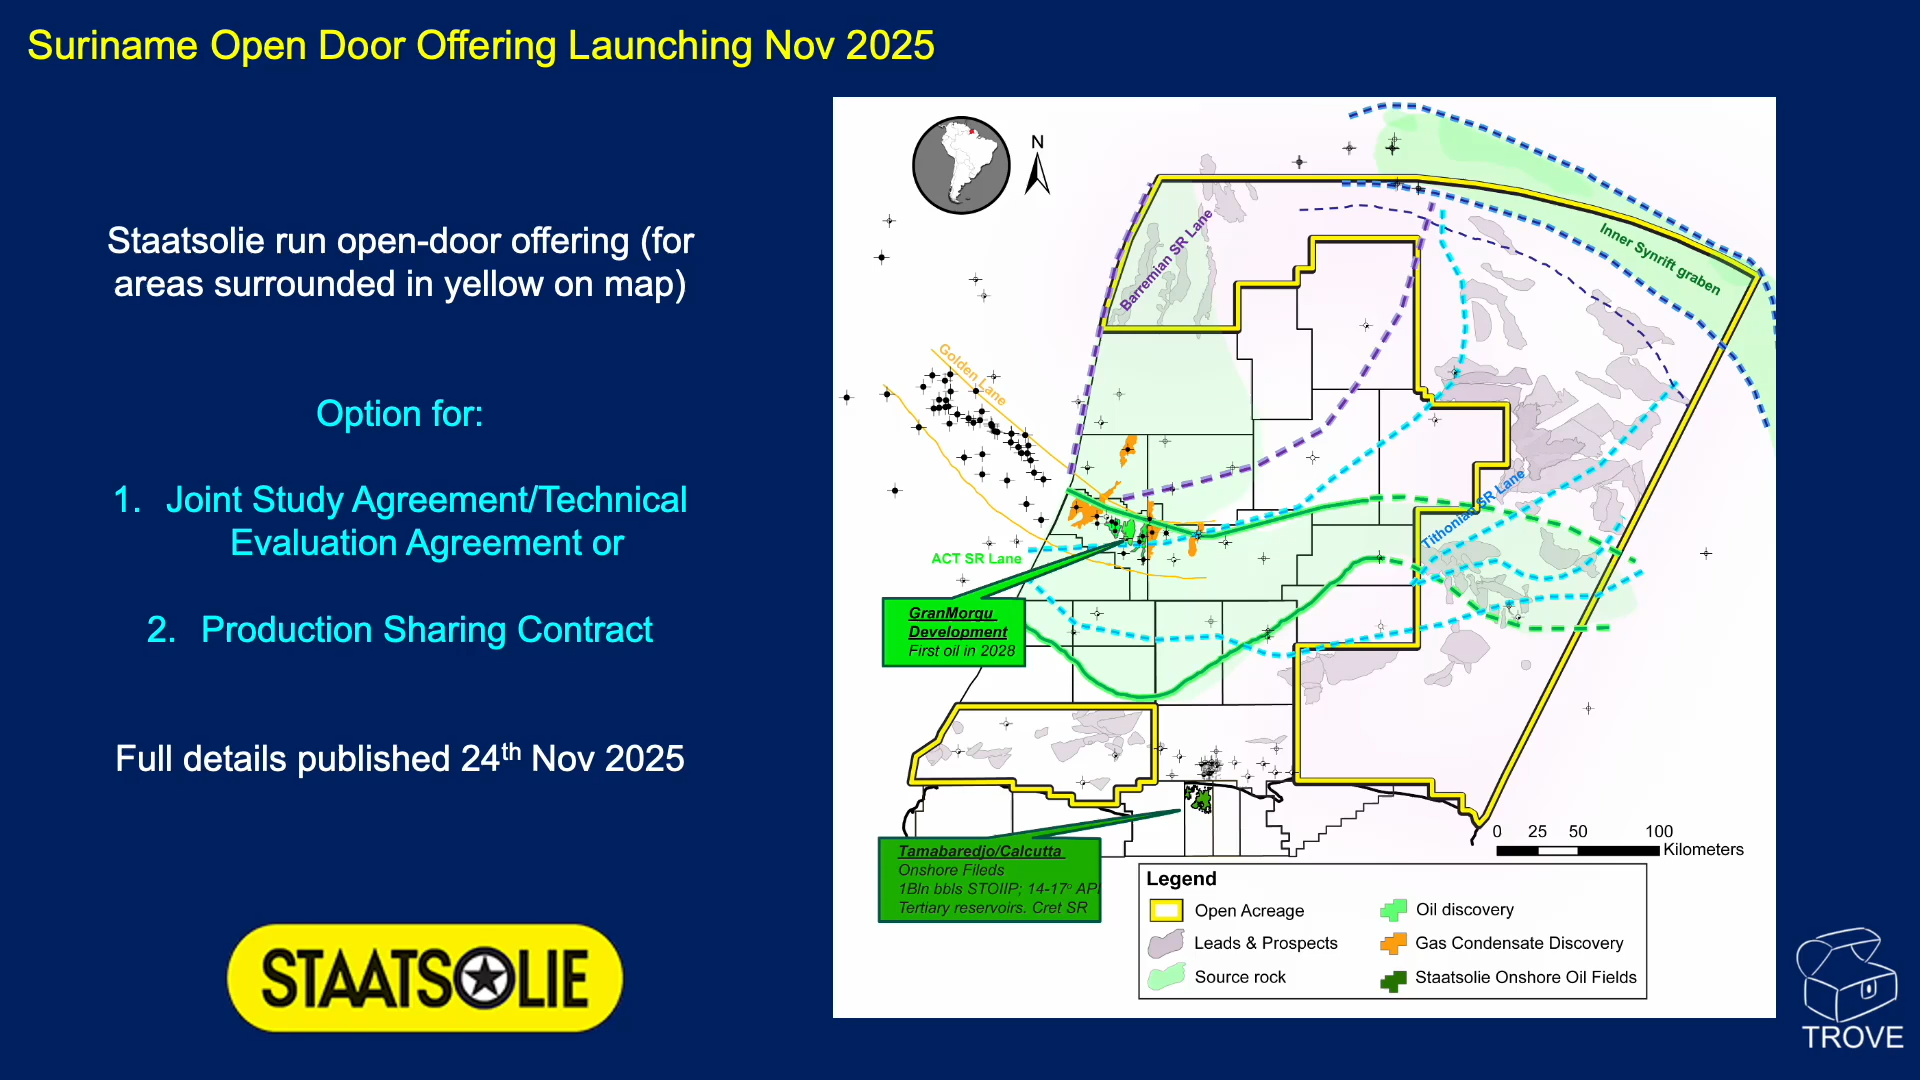 Suriname Open Door Offering Launching Nov 2025
Staatsolie run open-door offering (for
areas surrounded in yellow on map)
Option for:
1. Joint Study Agreement/Technical
Evaluation Agreement or
2. Production Sharing Contract
Full details published 24th Nov 2025
STAATSOLIE
N
Barremian SR Lane
Inner Synrift graben
Golden Lane
Tithonian SR Lane
ACT SR Lane
GranMorgu
Development
First oil in 2028
Tamabaredjo/Calcutta
Onshore Fileds
1Bln bbls STOIIP; 14-17º API
Tertiary reservoirs. Cret SR
0 25 50 100
Kilometers
Legend
Open Acreage
Leads & Prospects
Source rock
Oil discovery
Gas Condensate Discovery
Staatsolie Onshore Oil Fields
TROVE